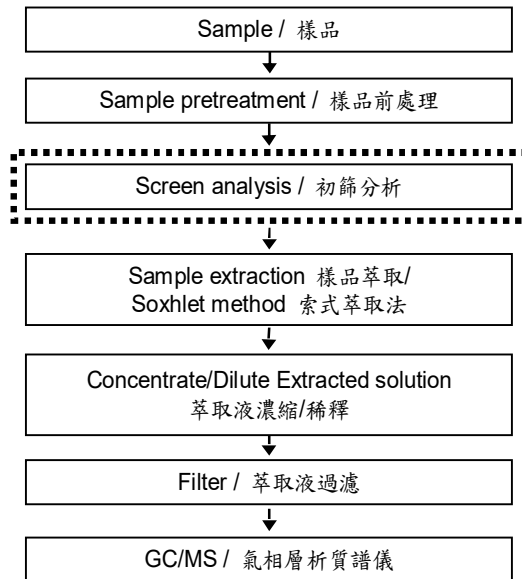 Sample / 樣品
Sample pretreatment / 樣品前處理
Screen analysis / 初篩分析
Sample extraction 樣品萃取/
Soxhlet method 索式萃取法
Concentrate/Dilute Extracted solution
萃取液濃縮/稀釋
Filter / 萃取液過濾
GC/MS / 氣相層析質譜儀